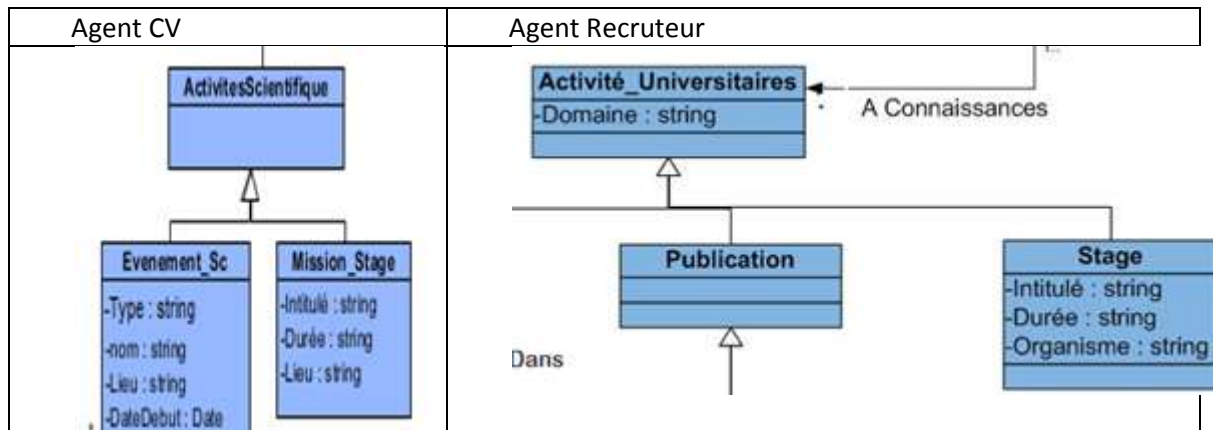 Agent CV
Agent Recruteur
ActivitesScientifique
Evenement_Sc
-Type : string
-nom : string
-Lieu : string
-DateDebut : Date
Mission_Stage
-Intitulé : string
-Durée : string
-Lieu : string
Activité_Universitaires
-Domaine : string
A Connaissances
Publication
Dans
Stage
-Intitulé : string
-Durée : string
-Organisme : string